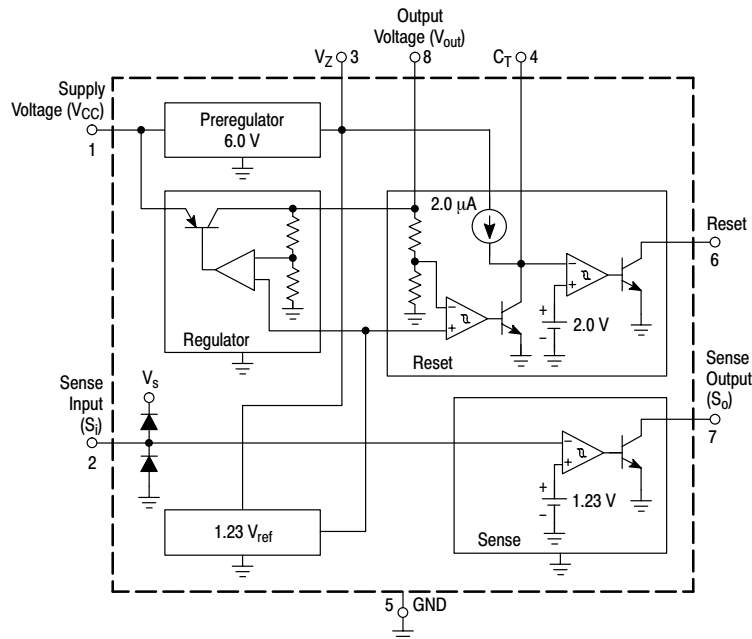 Output
Voltage (Vout)
VZ 3
8
CT 4
Supply
Voltage (VCC)
1
Preregulator
6.0 V
2.0 µA
Reset
6
2.0 V
Regulator
Reset
Sense
Input
(Si)
2
Vs
Sense
Output
(So)
7
1.23 V
1.23 Vref
Sense
5 GND